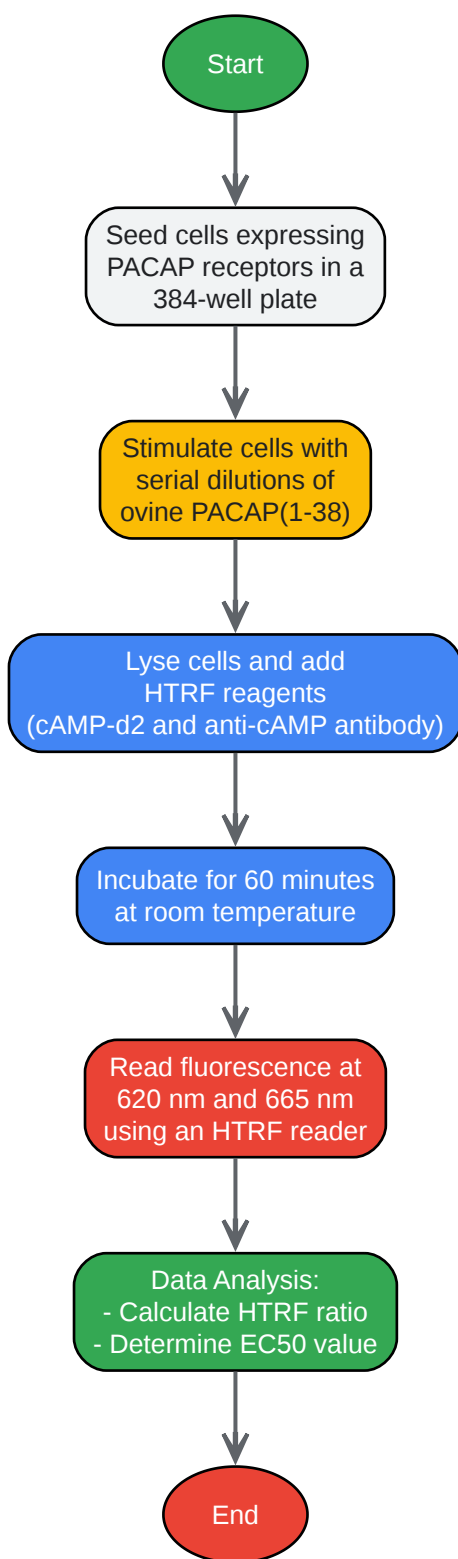 Start
Seed cells expressing
PACAP receptors in a
384-well plate
Stimulate cells with
serial dilutions of
ovine PACAP(1-38)
Lyse cells and add
HTRF reagents
(cAMP-d2 and anti-cAMP antibody)
Incubate for 60 minutes
at room temperature
Read fluorescence at
620 nm and 665 nm
using an HTRF reader
Data Analysis:
- Calculate HTRF ratio
- Determine EC50 value
End